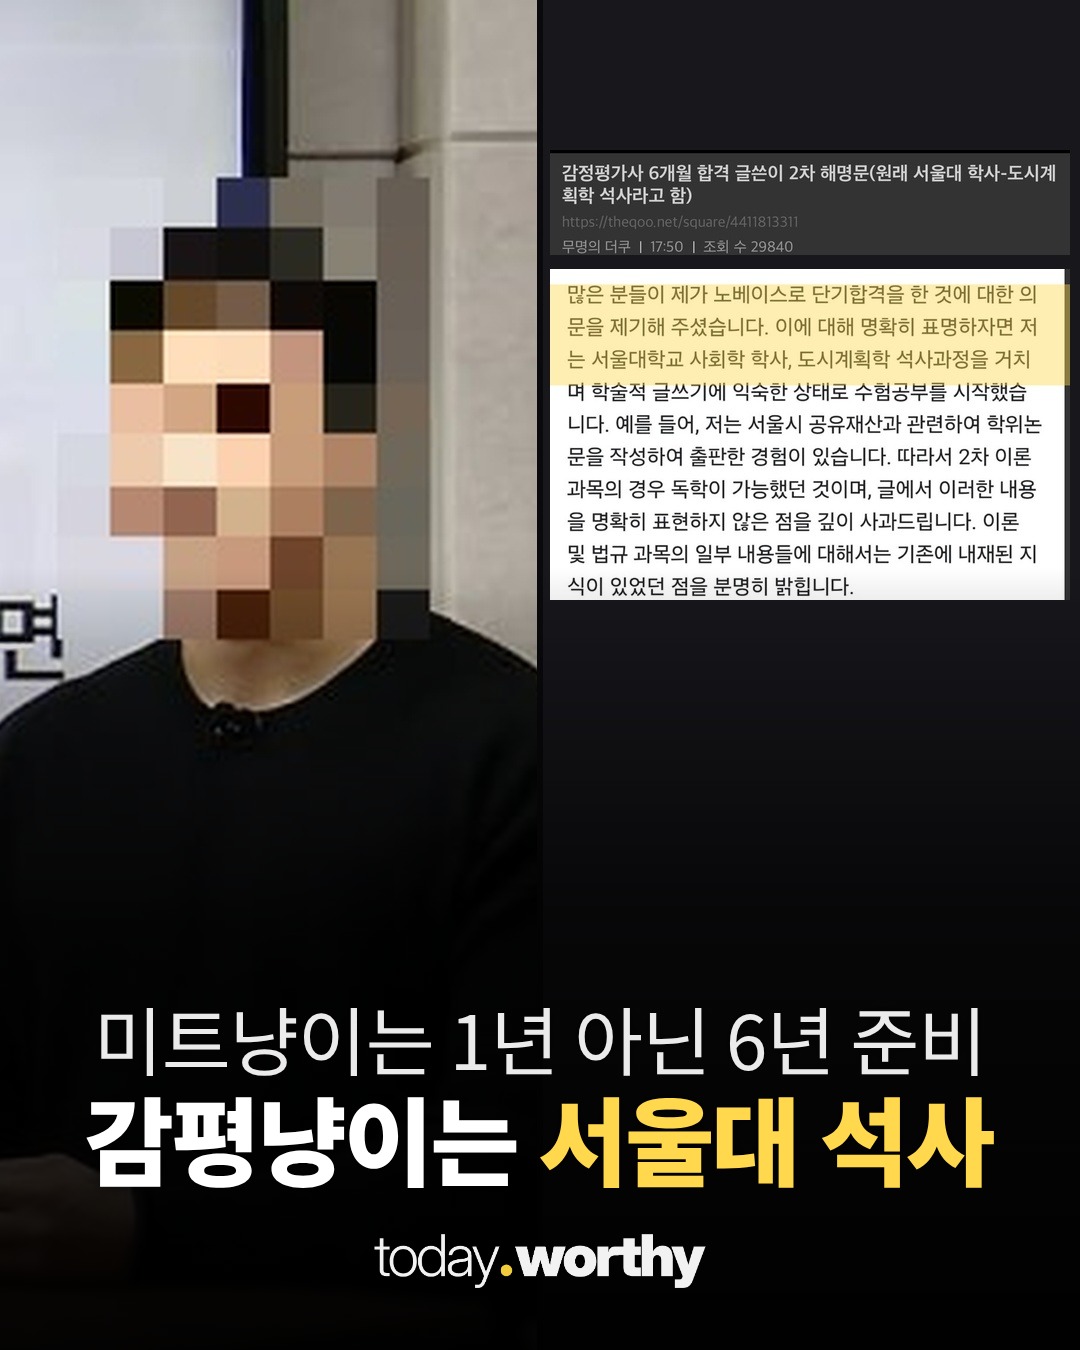 면
감정평가사 6개월 합격 글쓴이 2차 해명문(원래 서울대 학사-도시계
획학 석사라고 함)
https://theqoo.net/square/4411813311
무명의 더쿠 | 17:50 | 조회 수 29840
많은 분들이 제가 노베이스로 단기합격을 한 것에 대한 의
문을 제기해 주셨습니다. 이에 대해 명확히 표명하자면 저
는 서울대학교 사회학 학사, 도시계획학 석사과정을 거치
며 학술적 글쓰기에 익숙한 상태로 수험공부를 시작했습
니다. 예를 들어, 저는 서울시 공유재산과 관련하여 학위논
문을 작성하여 출판한 경험이 있습니다. 따라서 2차 이론
과목의 경우 독학이 가능했던 것이며, 글에서 이러한 내용
을 명확히 표현하지 않은 점을 깊이 사과드립니다. 이론
및 법규 과목의 일부 내용들에 대해서는 기존에 내재된 지
식이 있었던 점을 분명히 밝힙니다.
미트냥이는 1년 아닌 6년 준비
감평냥이는 서울대 석사
today.worthy